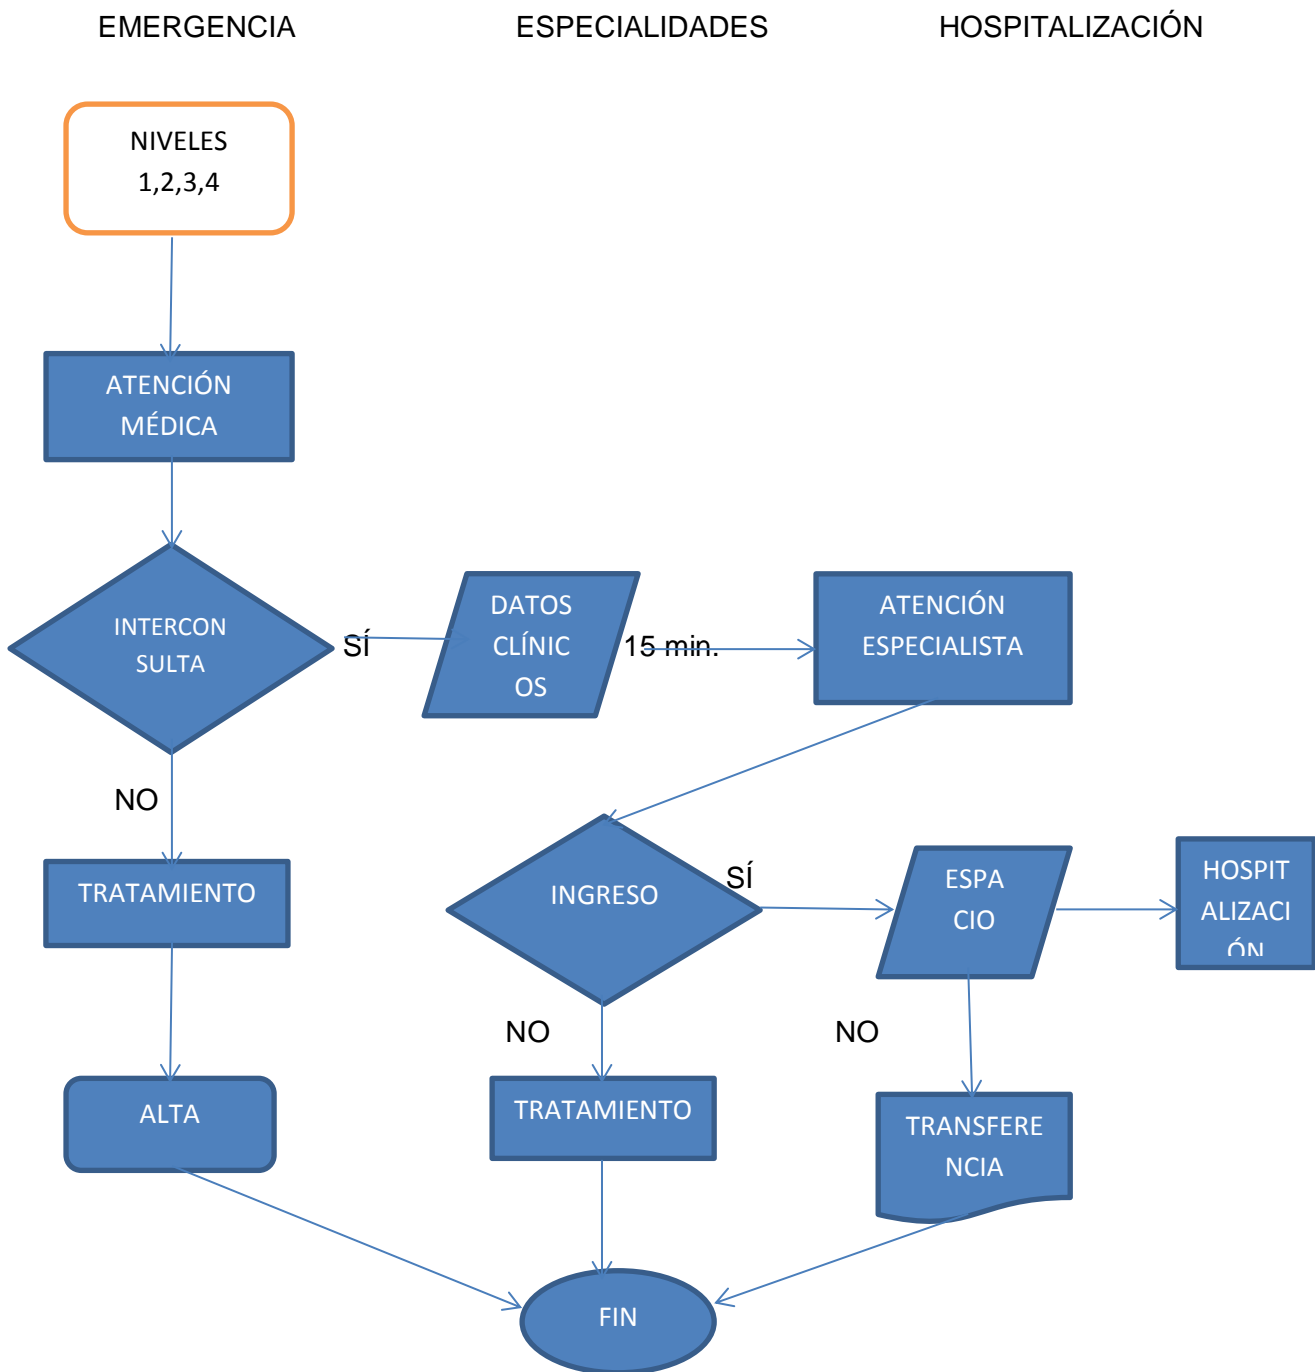 EMERGENCIA
ESPECIALIDADES
HOSPITALIZACIÓN
NIVELES
1,2,3,4
ATENCIÓN
MÉDICA
INTERCON
SULTA
SÍ
DATOS
CLÍNIC
OS
15 min.
ATENCIÓN
ESPECIALISTA
NO
TRATAMIENTO
INGRESO
SÍ
ESPA
CIO
HOSPIT
ALIZACI
ÓN
NO
NO
ALTA
TRATAMIENTO
TRANSFERE
NCIA
FIN